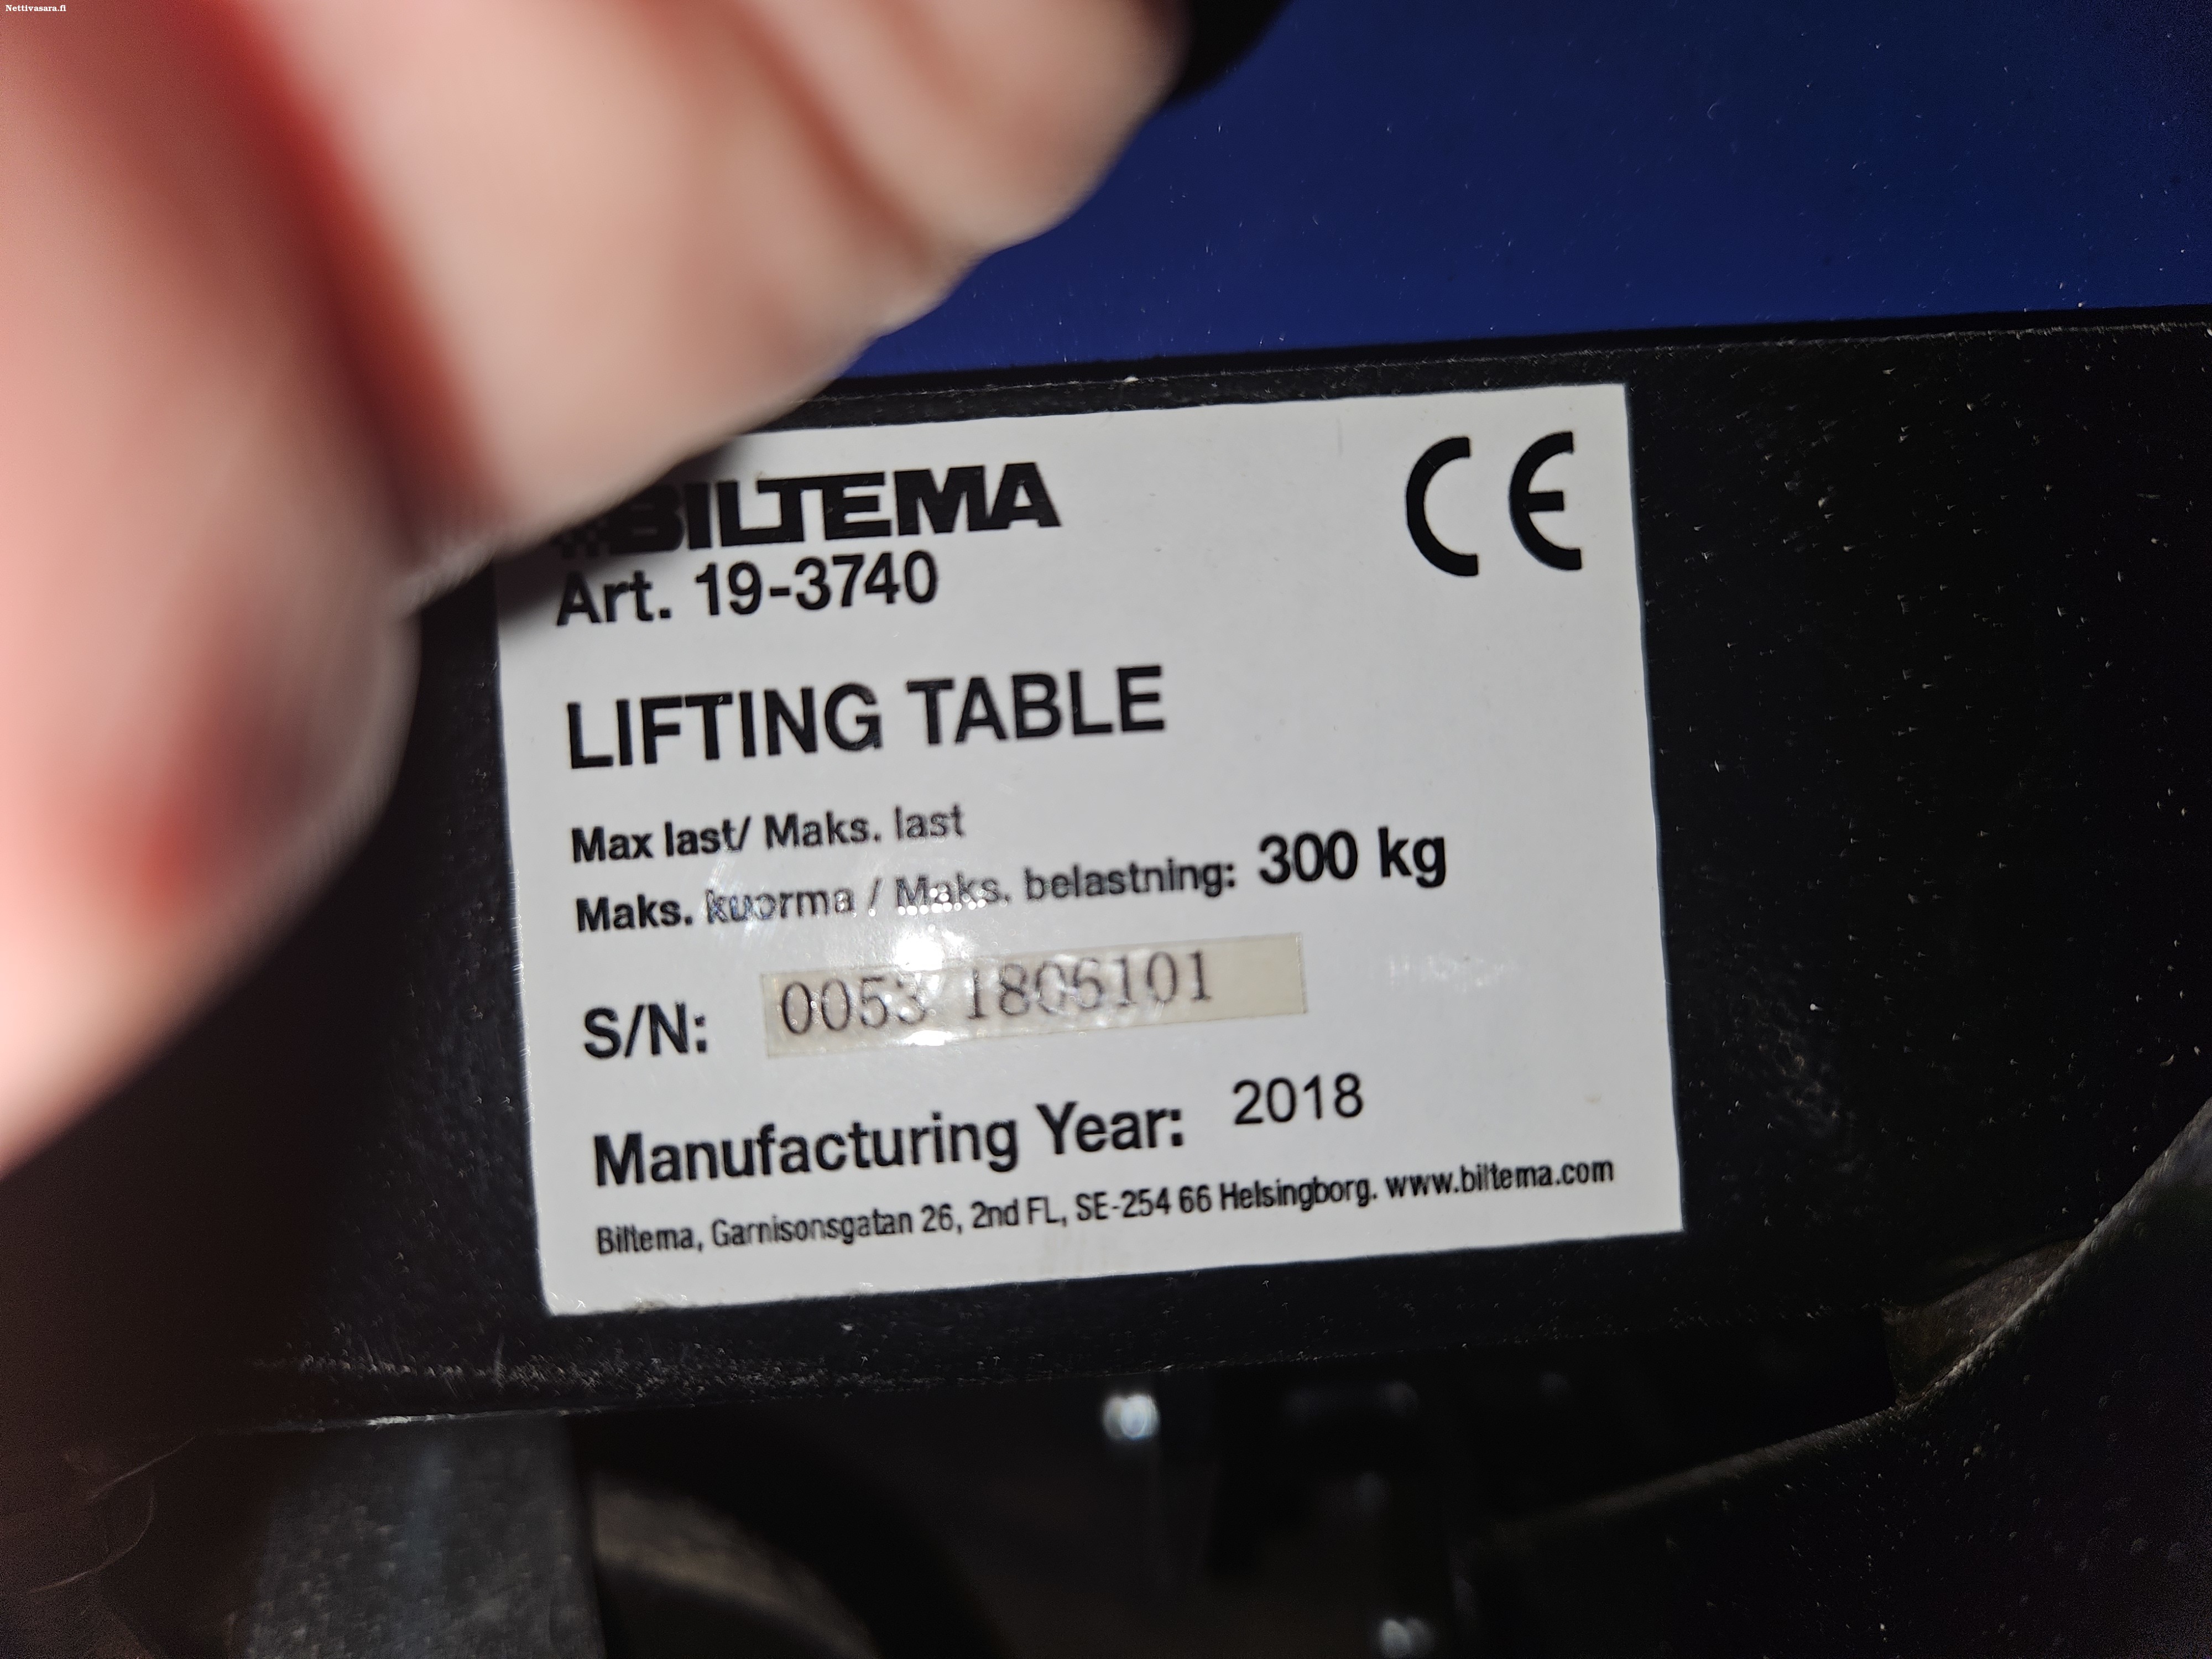 Nettivasara.fi
BILTEMA
CE
Art. 19-3740
LIFTING TABLE
Max last/ Maks. last
Maks. kuorma / Maks. belastning: 300 kg
S/N: 0053 1806101
Manufacturing Year: 2018
Biltema, Garnisonsgatan 26, 2nd FL, SE-254 66 Helsingborg. www.biltema.com